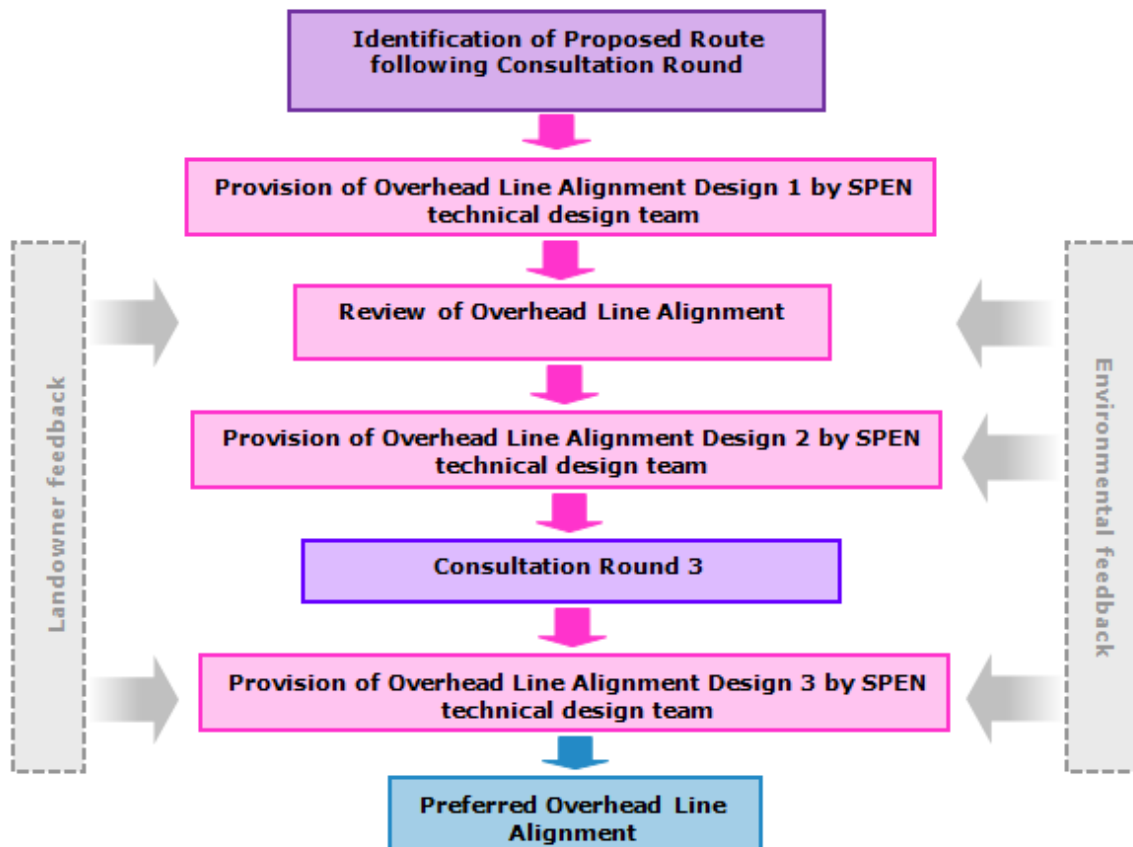 Identification of Proposed Route
following Consultation Round
Provision of Overhead Line Alignment Design 1 by SPEN
technical design team
Review of Overhead Line Alignment
Provision of Overhead Line Alignment Design 2 by SPEN
technical design team
Consultation Round 3
Provision of Overhead Line Alignment Design 3 by SPEN
technical design team
Preferred Overhead Line
Alignment
Landowner feedback
Environmental feedback